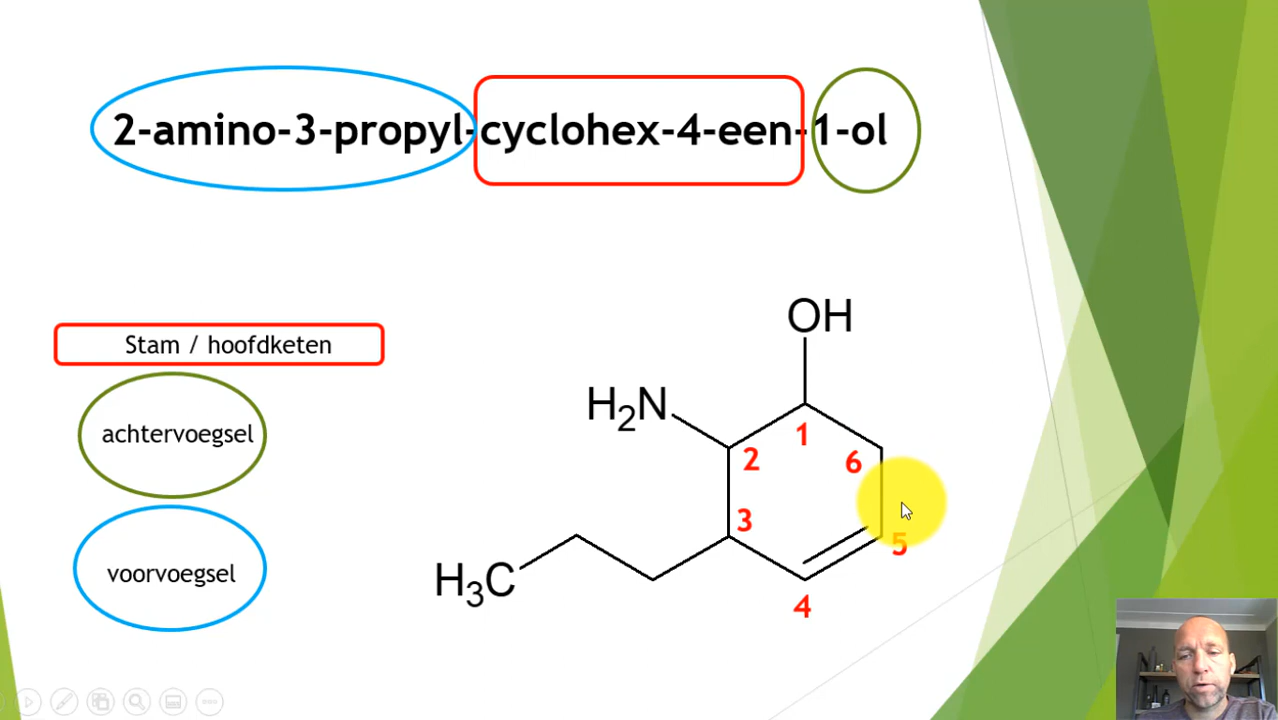 2-amino-3-propyl-cyclohex-4-een-1-ol
Stam / hoofdketen
achtervoegsel
voorvoegsel
OH
H2N
1
2
6
3
5
H3C
4